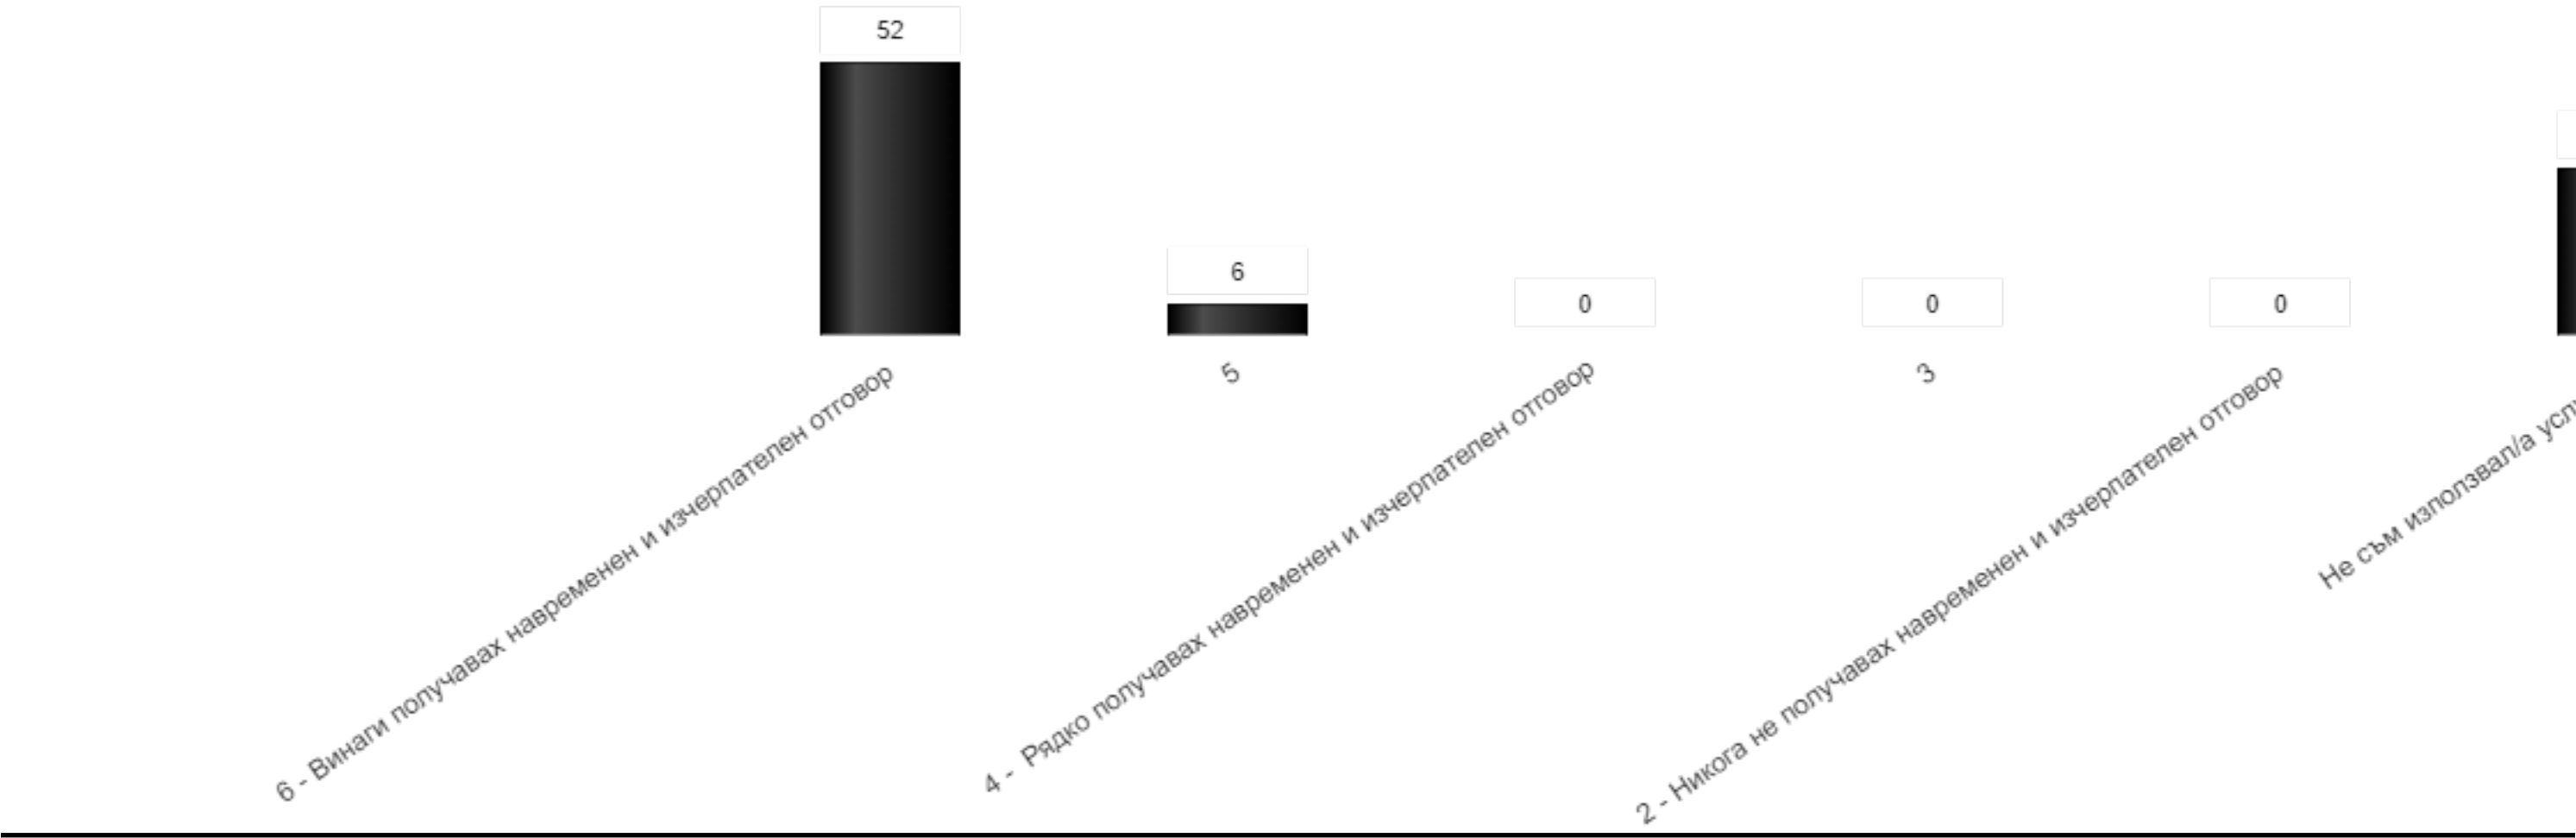 52
6
0
0
0
6 - Винаги получавах навременен и изчерпателен отговор
5
4 - Рядко получавах навременен и изчерпателен отговор
3
2 - Никога не получавах навременен и изчерпателен отговор
Не съм използвал/а